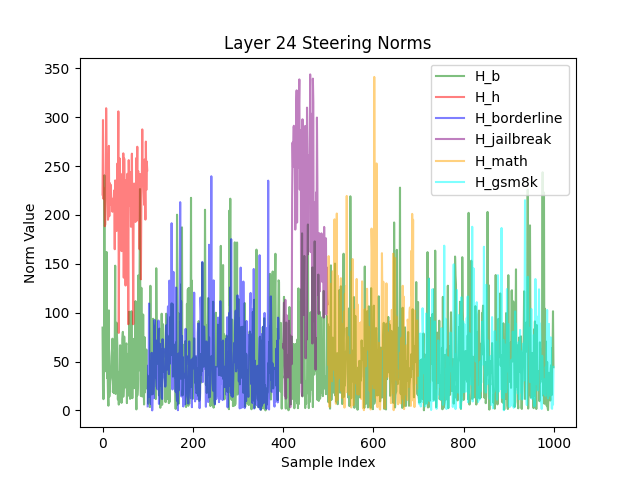 Layer 24 Steering Norms
Norm Value
350
300
250
200
150
100
50
0
0
200
400
600
800
1000
Sample Index
H_b
H_h
H_borderline
H_jailbreak
H_math
H_gsm8k